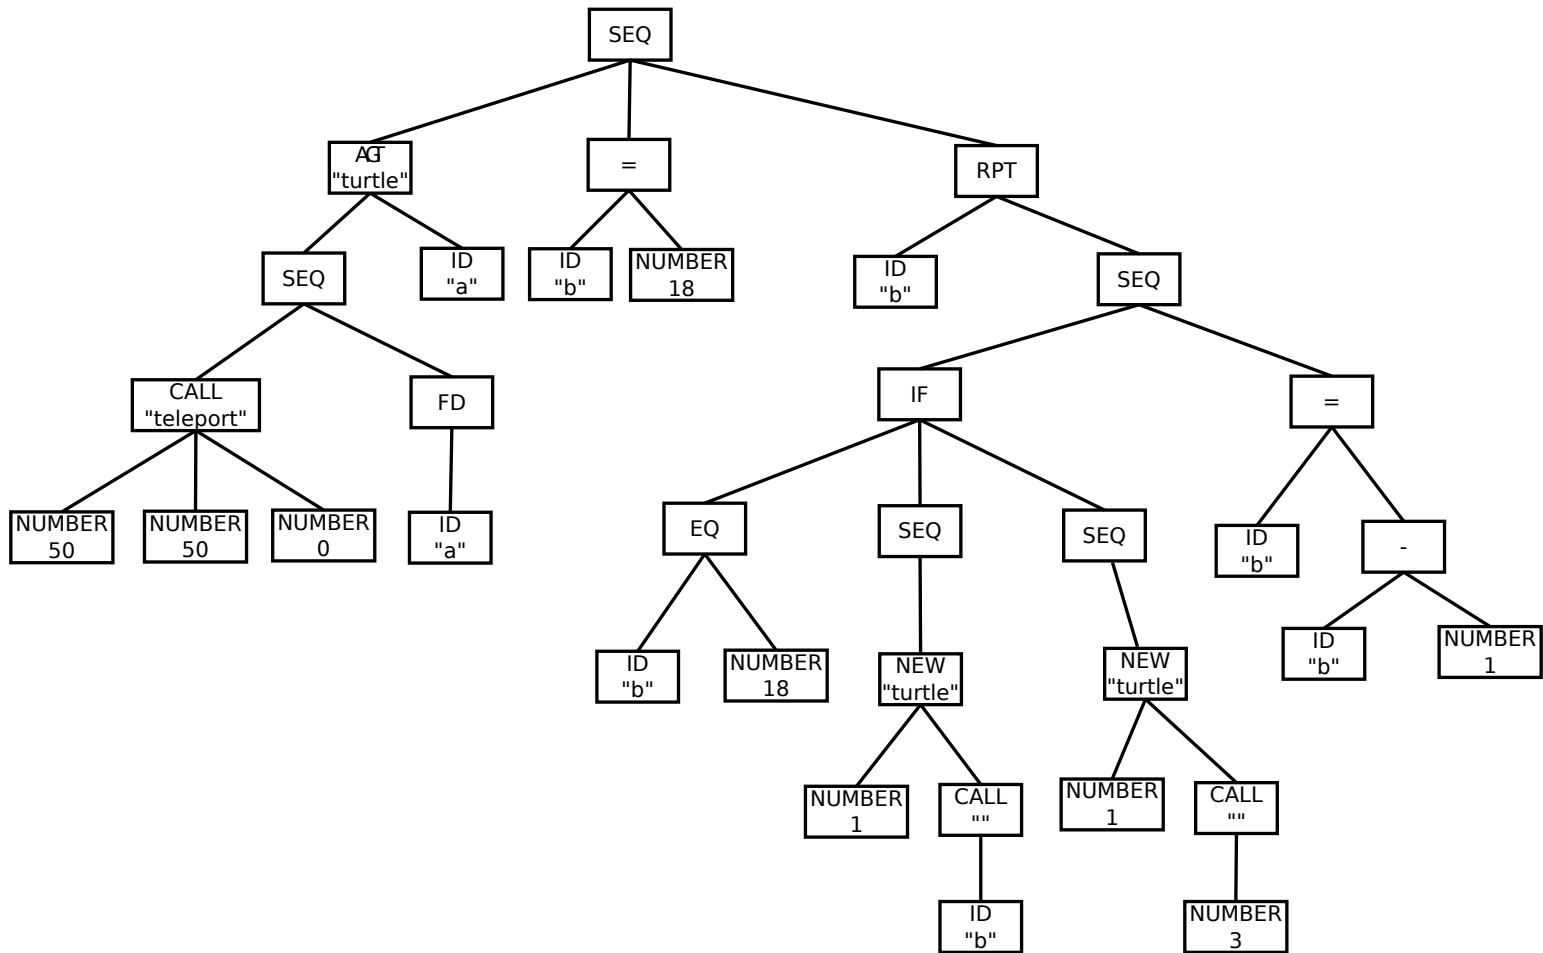 SEQ
AGT
"turtle"
=
RPT
SEQ
ID
"a"
ID
"b"
NUMBER
18
ID
"b"
SEQ
CALL
"teleport"
FD
IF
=
NUMBER
50
NUMBER
50
NUMBER
0
ID
"a"
EQ
SEQ
SEQ
ID
"b"
-
ID
"b"
NUMBER
18
NEW
"turtle"
NEW
"turtle"
ID
"b"
NUMBER
1
NUMBER
1
CALL
""
NUMBER
1
CALL
""
ID
"b"
NUMBER
3